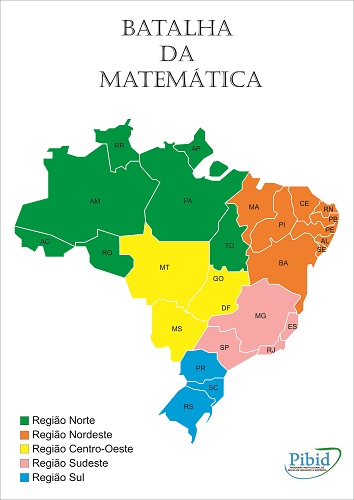 BATALHA
DA
MATEMÁTICA
RR
AP
AM
PA
MA
CE
RN
PB
PI
PE
AC
AL
RO
TO
SE
BA
MT
GO
DF
MG
MS
ES
SP
RJ
PR
SC
RS
Região Norte
Região Nordeste
Região Centro-Oeste
Região Sudeste
Região Sul
Pibid